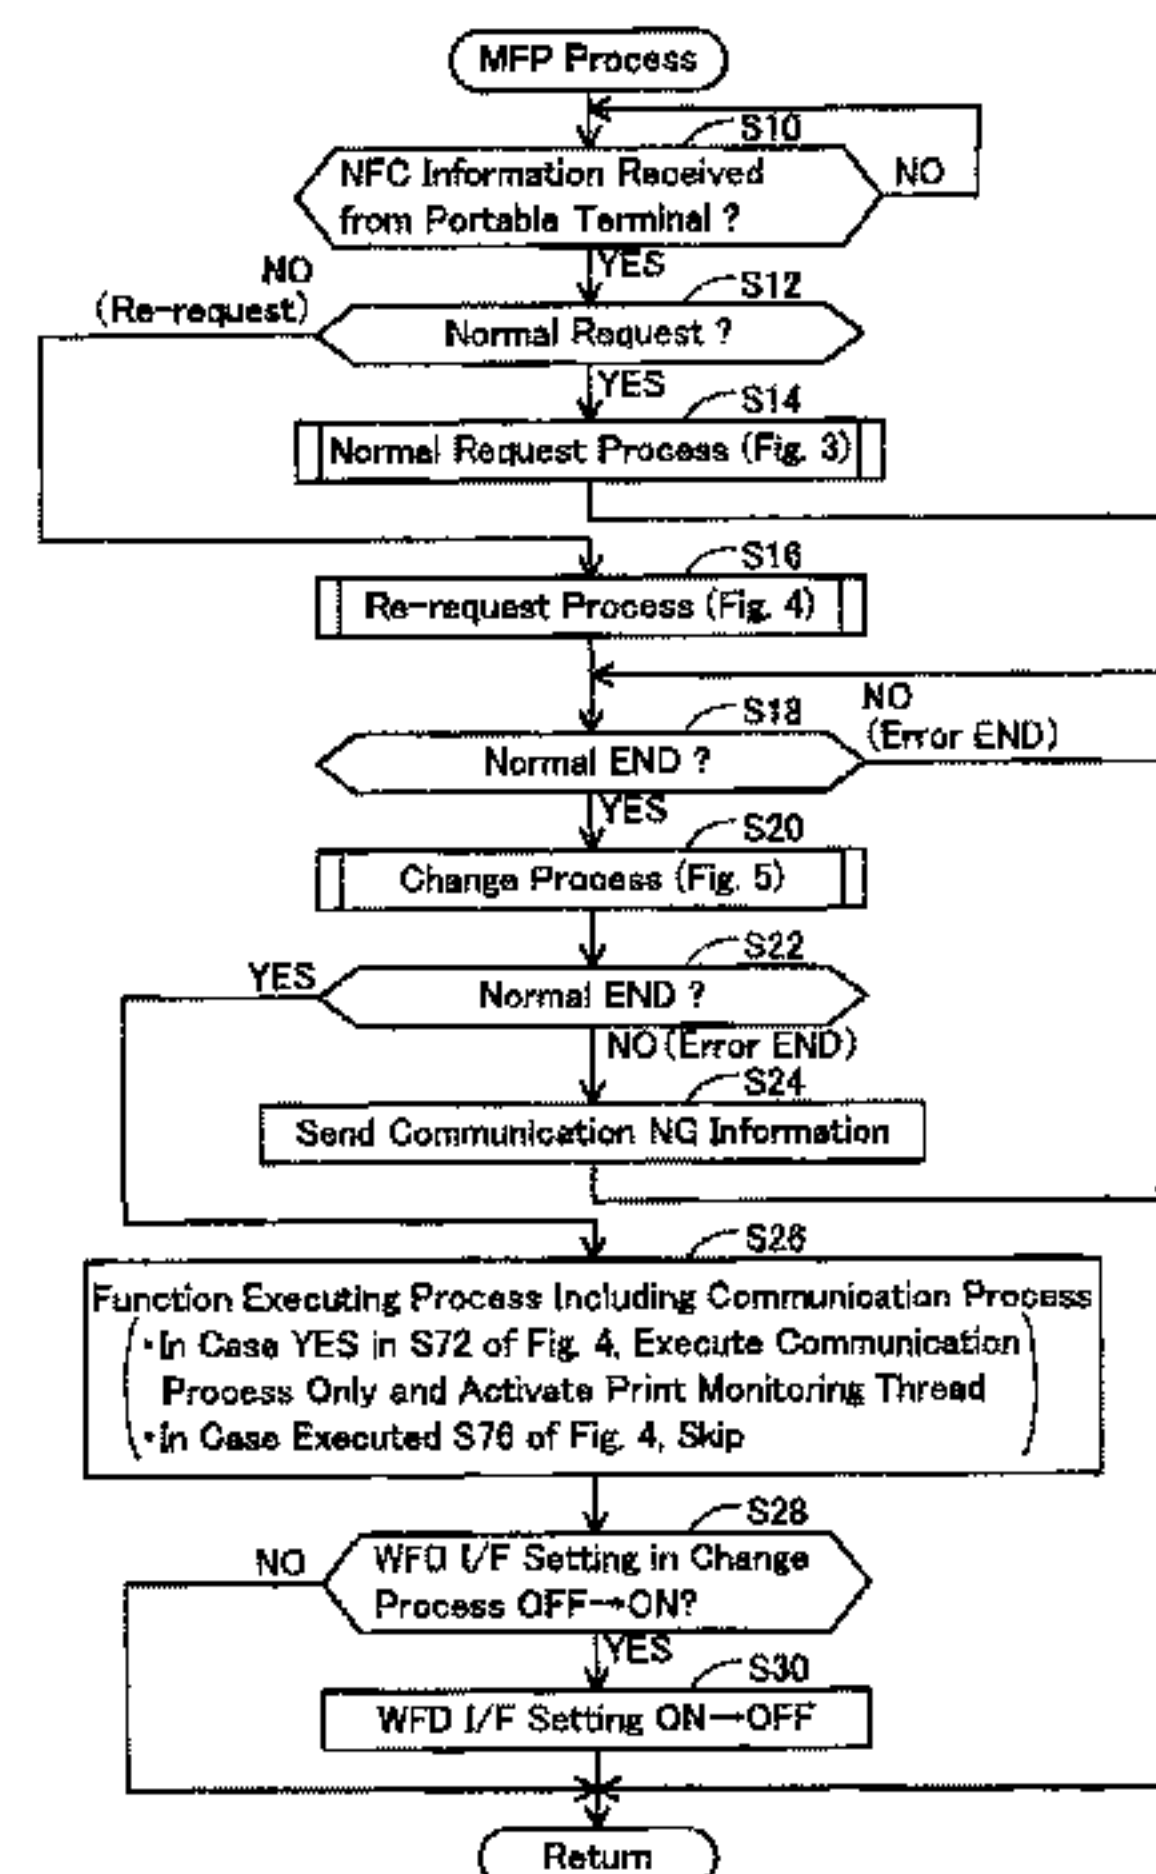 MFP Process
S10
NFC Information Received
from Portable Terminal ?
NO
YES
NO
(Re-request)
S12
Normal Request ?
YES
S14
Normal Request Process (Fig. 3)
S16
Re-request Process (Fig. 4)
S18
NO
(Error END)
Normal END ?
YES
S20
Change Process (Fig. 5)
S22
YES
Normal END ?
NO (Error END)
S24
Send Communication NG Information
S26
Function Executing Process Including Communication Process
・In Case YES in S72 of Fig. 4, Execute Communication
Process Only and Activate Print Monitoring Thread
・In Case Executed S76 of Fig. 4, Skip
S28
NO
WFD I/F Setting in Change
Process OFF→ON?
YES
S30
WFD I/F Setting ON→OFF
Return